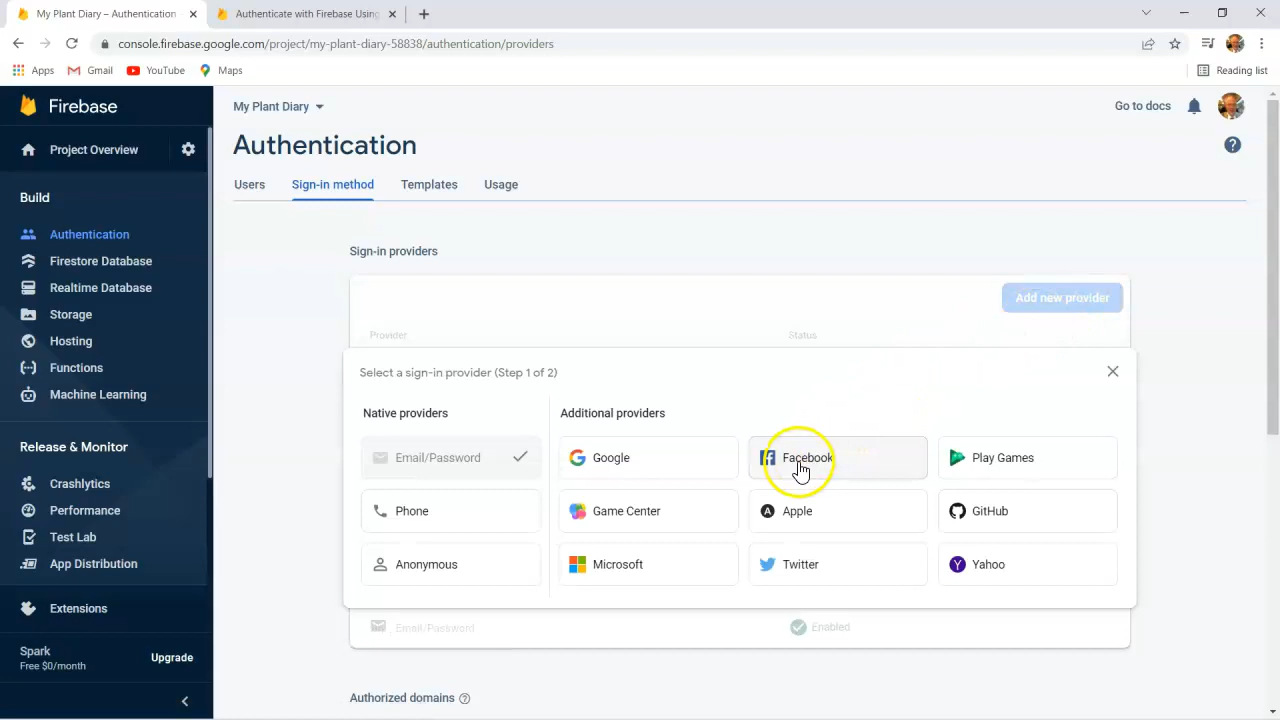 My Plant Diary – Authentication
Authenticate with Firebase Using
console.firebase.google.com/project/my-plant-diary-58838/authentication/providers
Apps
Gmail
YouTube
Maps
Reading list
Firebase
My Plant Diary
Go to docs
Project Overview
Authentication
Users
Sign-in method
Templates
Usage
Build
Authentication
Firestore Database
Realtime Database
Storage
Hosting
Functions
Machine Learning
Release & Monitor
Crashlytics
Performance
Test Lab
App Distribution
Extensions
Spark
Free $0/month
Upgrade
Sign-in providers
Add new provider
Provider
Status
Select a sign-in provider (Step 1 of 2)
Native providers
Additional providers
Email/Password
Google
Facebook
Play Games
Phone
Game Center
Apple
GitHub
Anonymous
Microsoft
Twitter
Yahoo
Email/Password
Enabled
Authorized domains